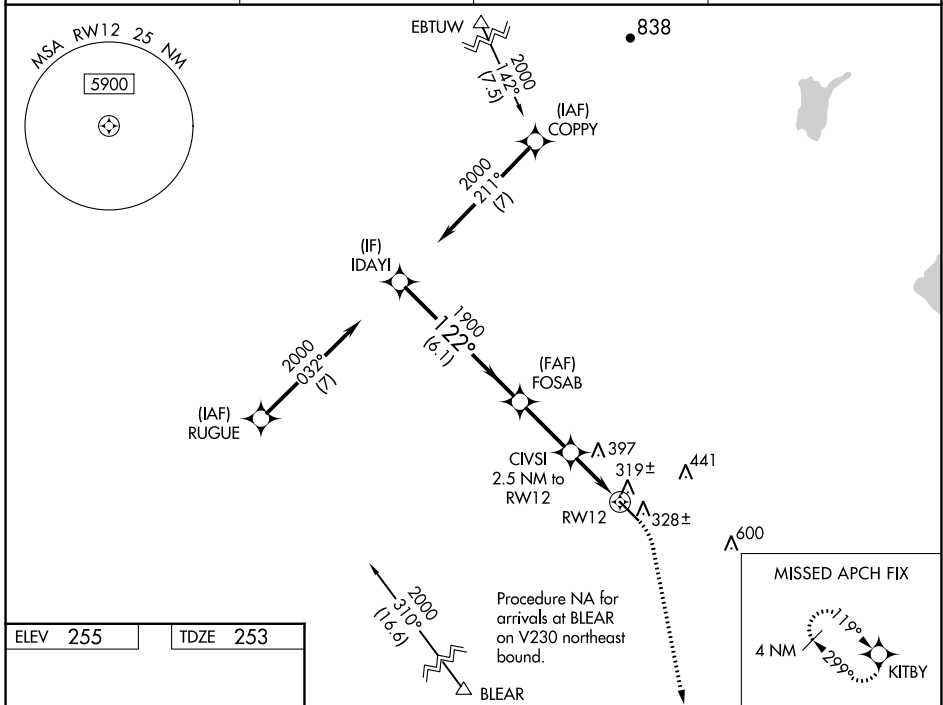 MSA RW12 25 NM
5900
EBTUW
2000
142°
(7.5)
838
(IAF)
COPPY
2000
211°
(7)
(IF)
IDAYI
1900
122°
(6.1)
2000
032°
(7)
(IAF)
RUGUE
(FAF)
FOSAB
CIVSI
2.5 NM to
RW12
397
319±
441
RW12
328±
600
2000
310°
(16.6)
BLEAR
Procedure NA for
arrivals at BLEAR
on V230 northeast
bound.
MISSED APCH FIX
4 NM
119°
299°
KITBY
ELEV 255
TDZE 253